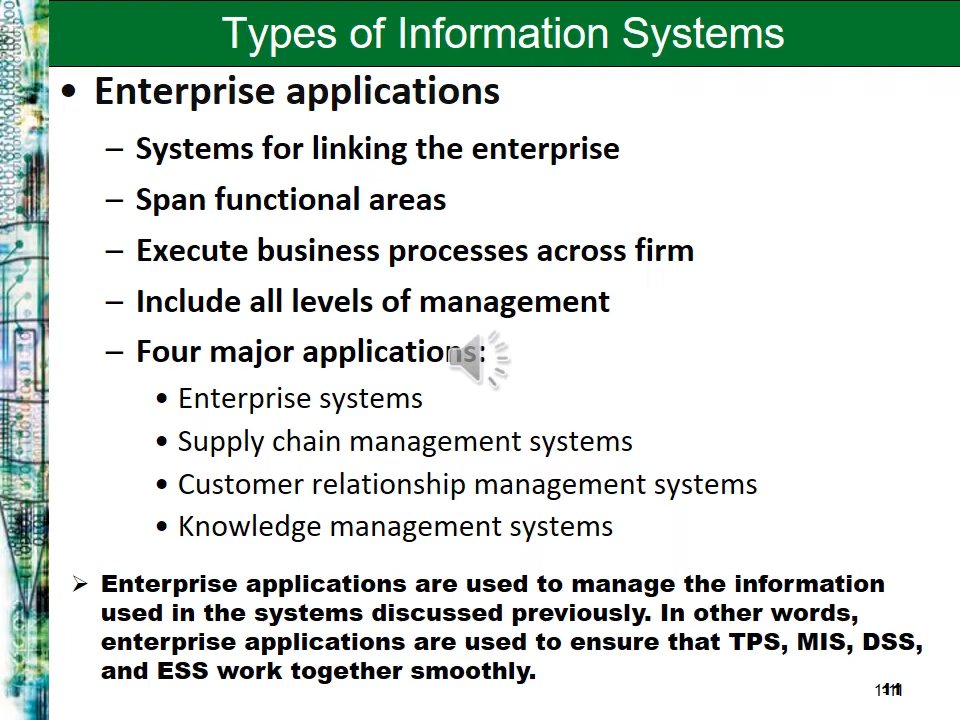 Types of Information Systems
• Enterprise applications
– Systems for linking the enterprise
– Span functional areas
– Execute business processes across firm
– Include all levels of management
– Four major applications:
• Enterprise systems
• Supply chain management systems
• Customer relationship management systems
• Knowledge management systems
➢ Enterprise applications are used to manage the information
used in the systems discussed previously. In other words,
enterprise applications are used to ensure that TPS, MIS, DSS,
and ESS work together smoothly.